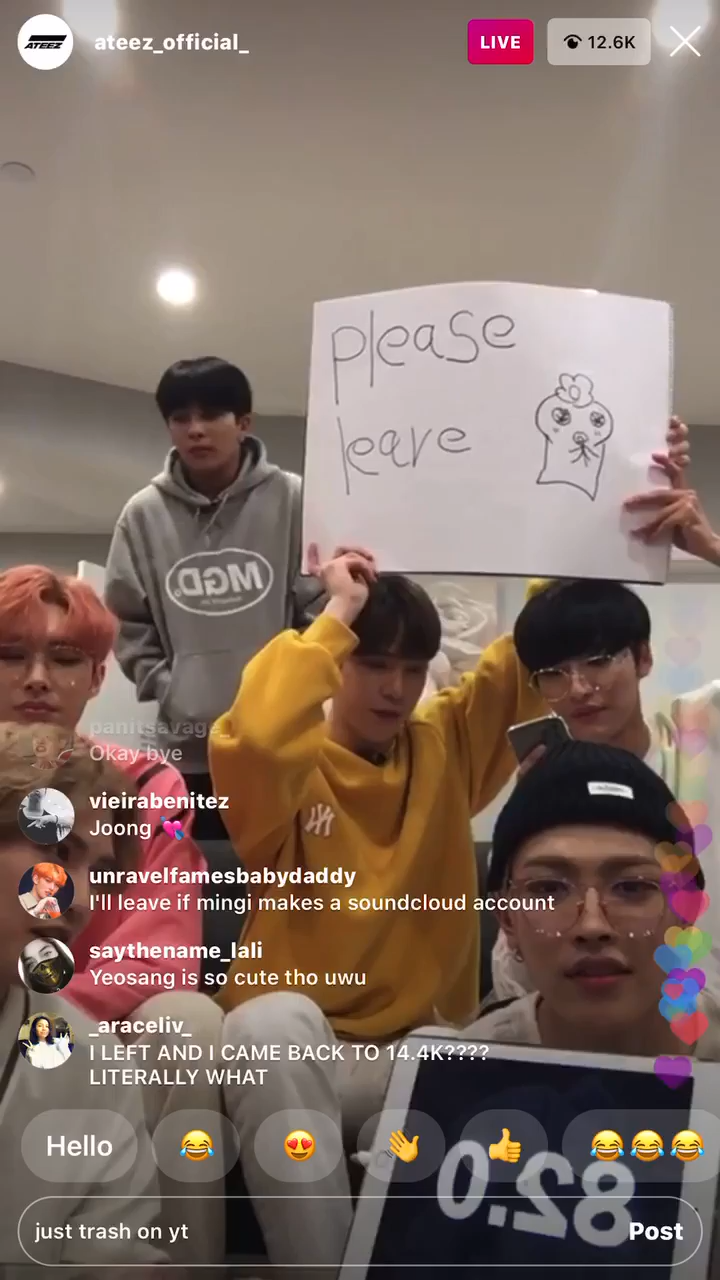 ATEEZ
ateez_official_
LIVE
12.6K
please
leave
MGD.
panitsavage_
Okay bye
vieirabenitez
Joong 💘
unravelfamesbabydaddy
I'll leave if mingi makes a soundcloud account
saythename_lali
Yeosang is so cute tho uwu
_araceliv_
I LEFT AND I CAME BACK TO 14.4K????
LITERALLY WHAT
Hello 😂 😍 👋 👍 😂😂😂
82.0
just trash on yt
Post